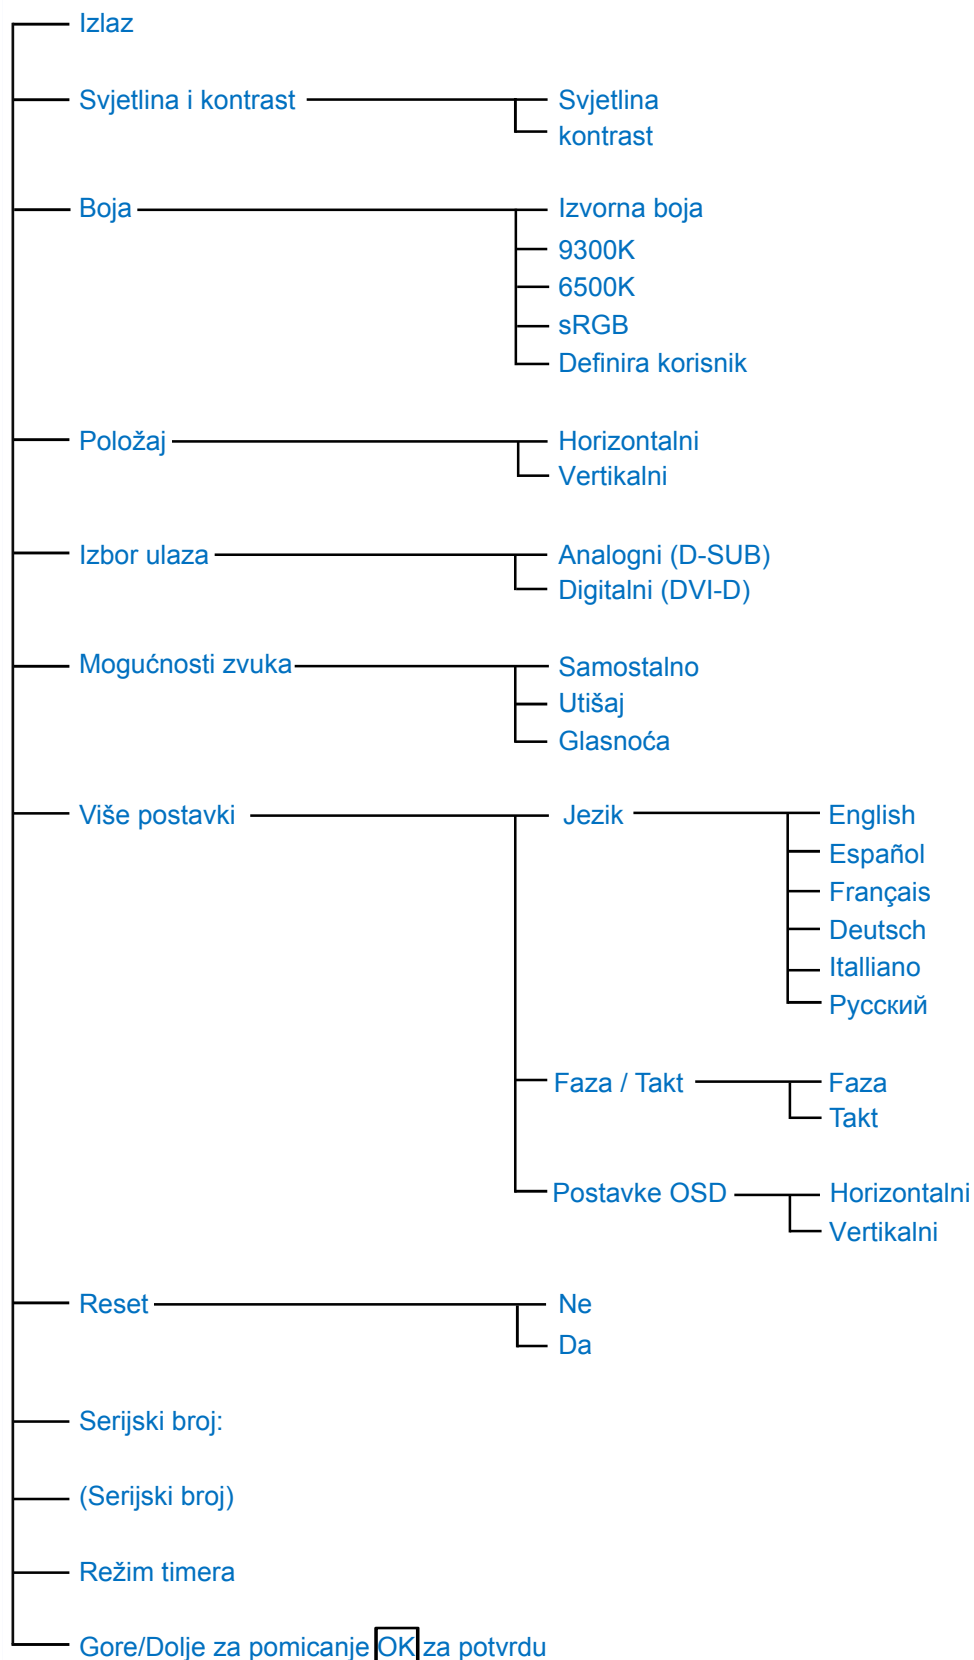 Izlaz
Svjetlina i kontrast
Svjetlina
kontrast
Boja
Izvorna boja
9300K
6500K
sRGB
Definira korisnik
Položaj
Horizontalni
Vertikalni
Izbor ulaza
Analogni (D-SUB)
Digitalni (DVI-D)
Mogućnosti zvuka
Samostalno
Utišaj
Glasnoća
Više postavki
Jezik
English
Español
Français
Deutsch
Italliano
Русский
Faza / Takt
Faza
Takt
Postavke OSD
Horizontalni
Vertikalni
Reset
Ne
Da
Serijski broj:
(Serijski broj)
Režim timera
Gore/Dolje za pomicanje OK za potvrdu